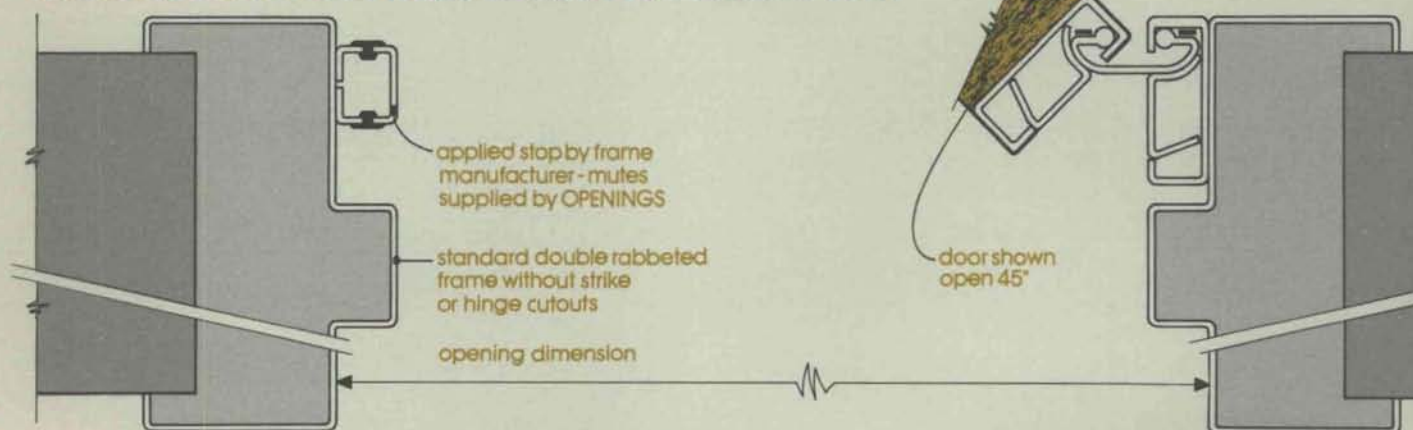 applied stop by frame
manufacturer - mutes
supplied by OPENINGS
standard double rabbeted
frame without strike
or hinge cutouts
opening dimension
door shown
open 45°